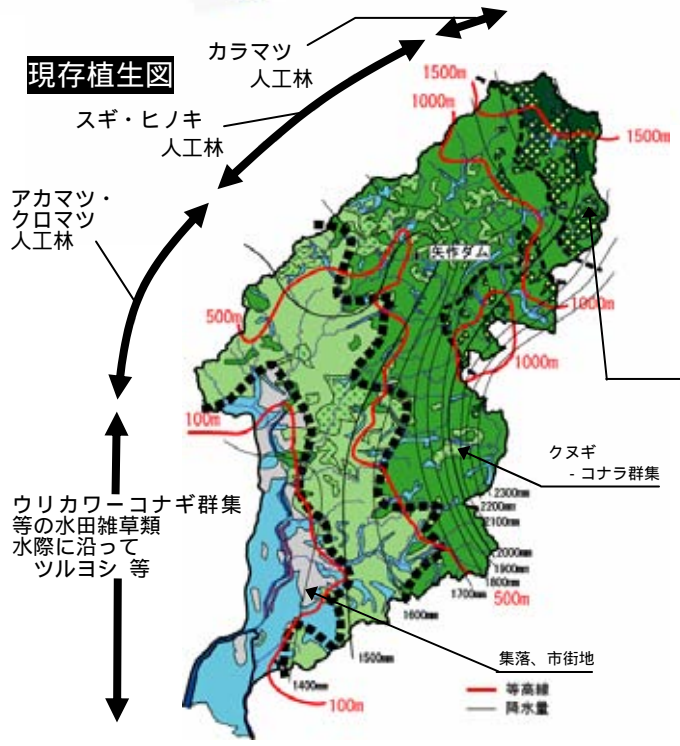 カラマツ
人工林
現存植生図
スギ・ヒノキ
人工林
アカマツ・
クロマツ
人工林
1500m
1000m
1500m
矢作ダム
500m
1000m
1000m
100m
クヌギ
- コナラ群集
ウリカワーコナギ群集
等の水田雑草類
水際に沿って
ツルヨシ 等
2300mm
2200mm
2100mm
2000mm
1900mm
1800mm
1700mm
500m
1600mm
1500mm
集落、市街地
1400mm
100m
等高線
降水量